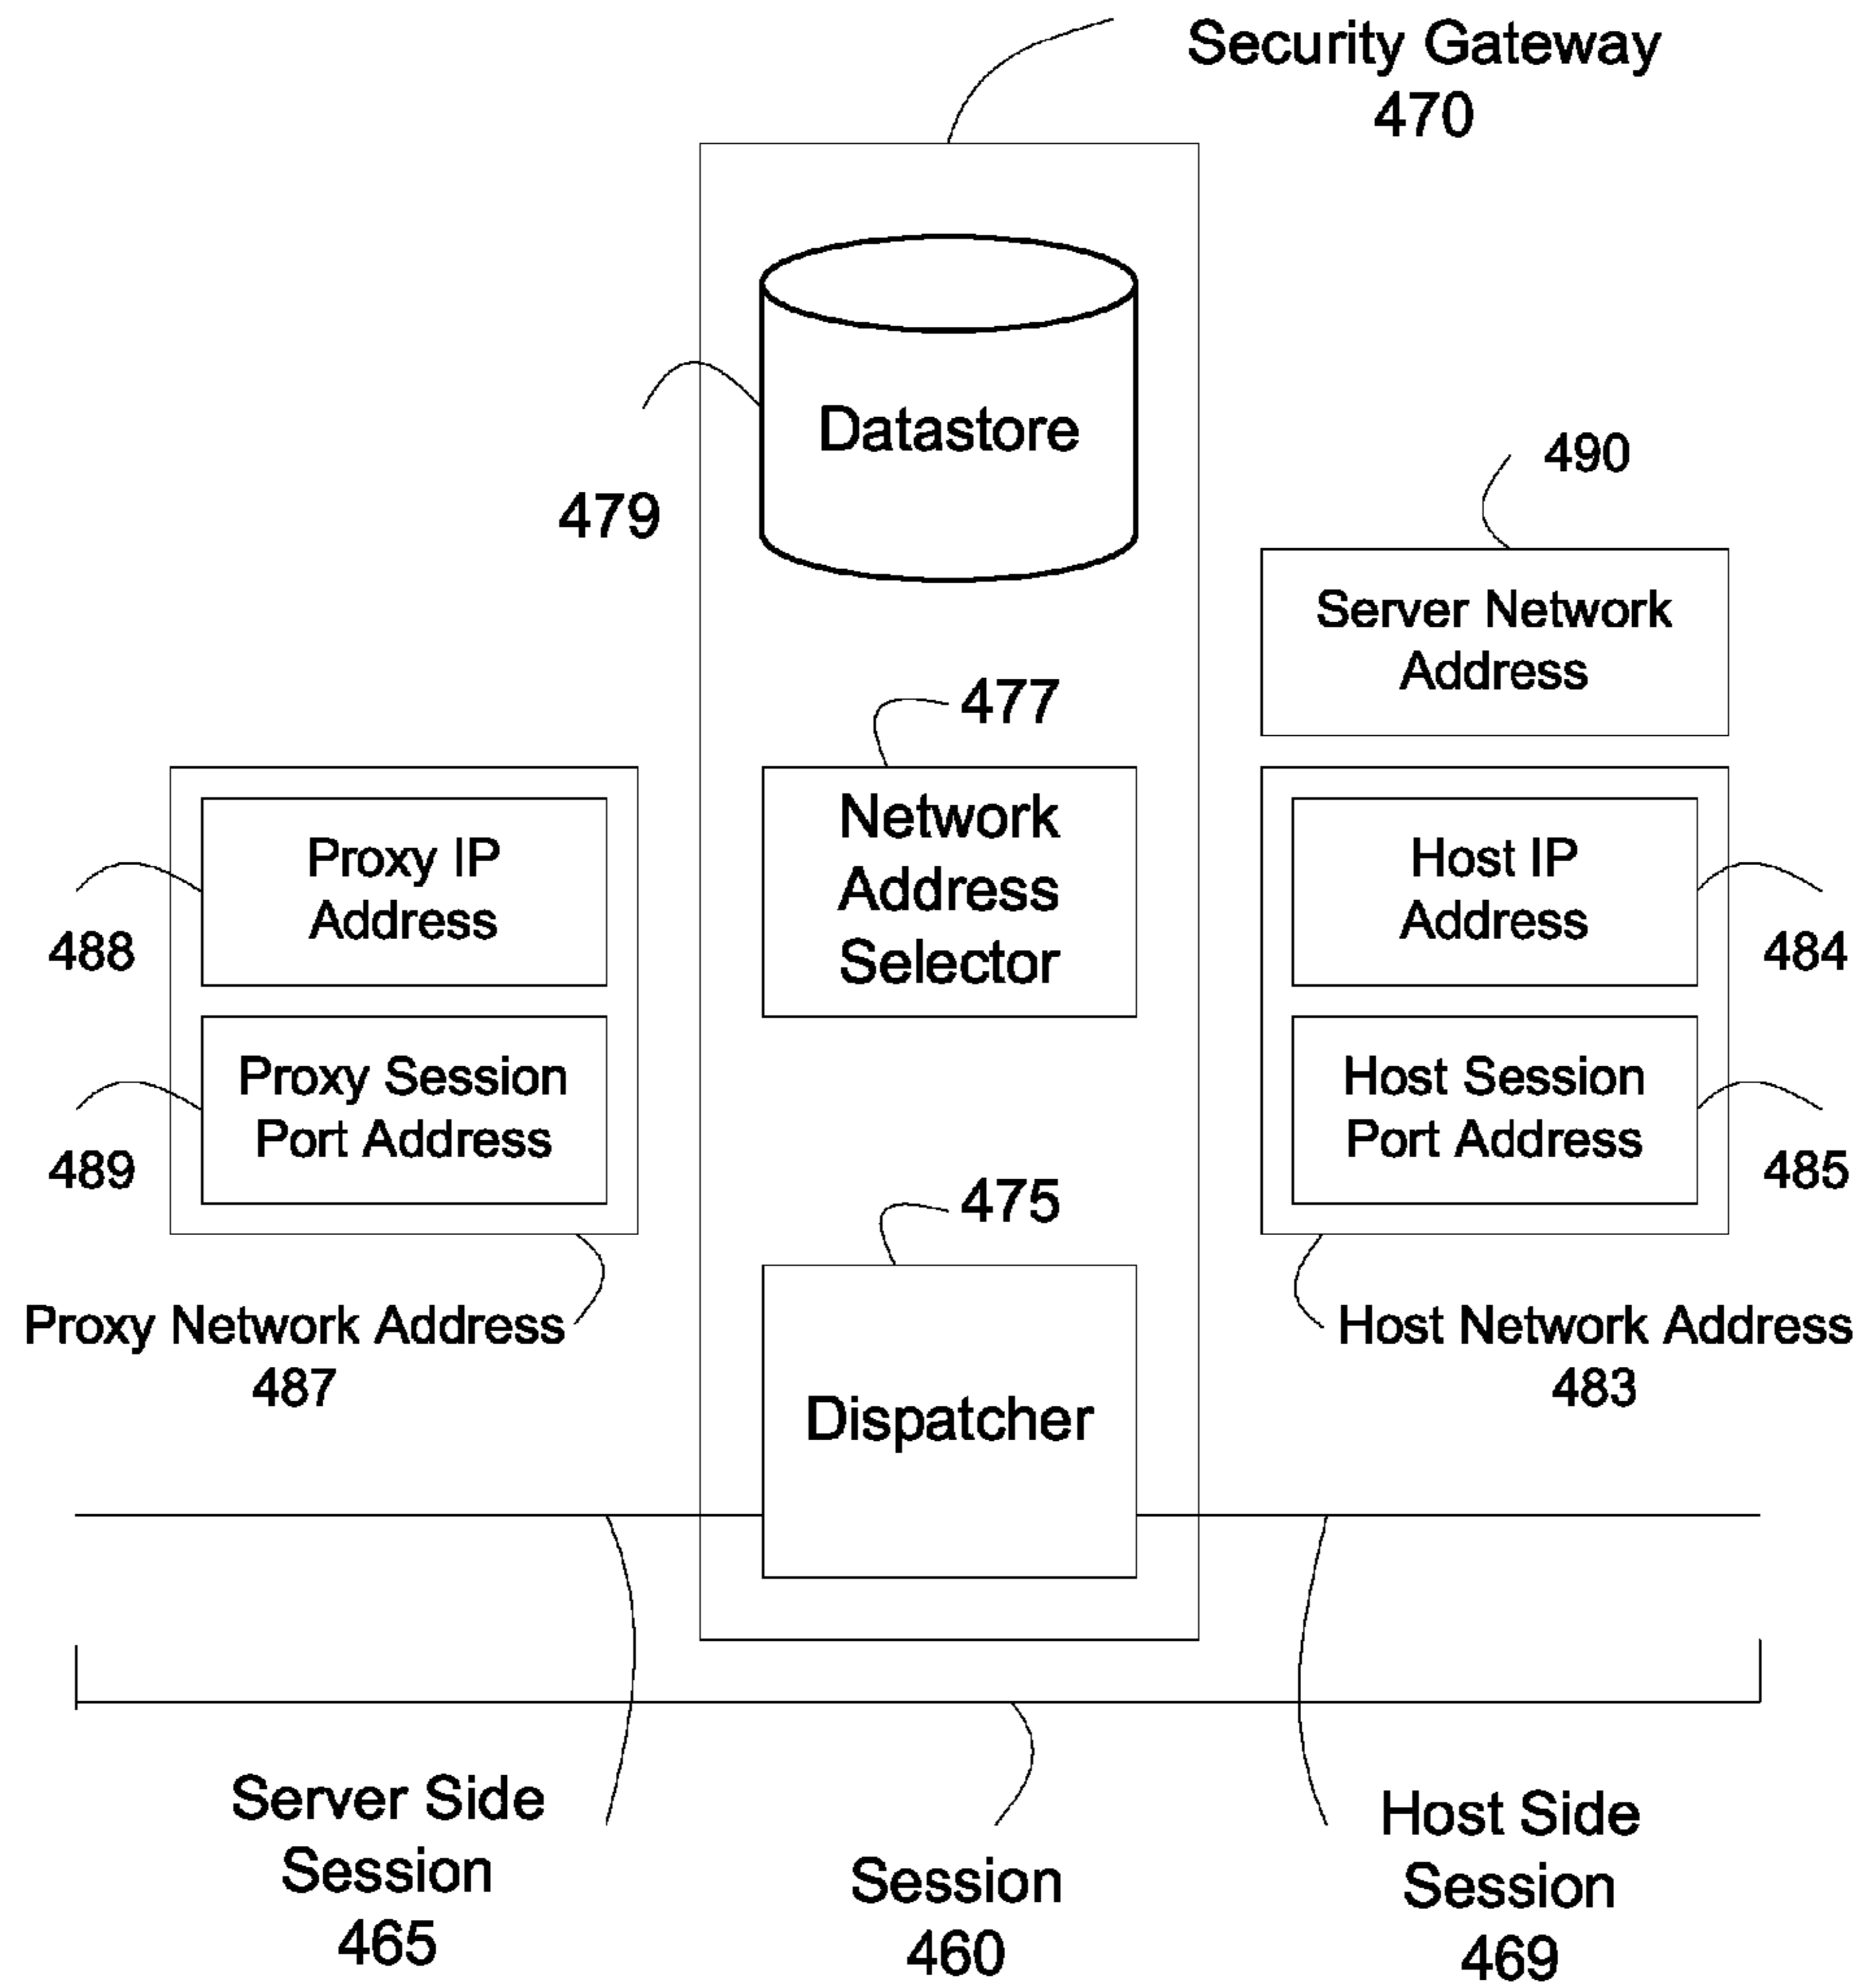 Security Gateway
470
Datastore
479
490
Server Network
Address
477
Network
Address
Selector
Proxy IP
Address
488
Proxy Session
Port Address
489
Host IP
Address
484
Host Session
Port Address
485
475
Proxy Network Address
487
Host Network Address
483
Dispatcher
Server Side
Session
465
Session
460
Host Side
Session
469